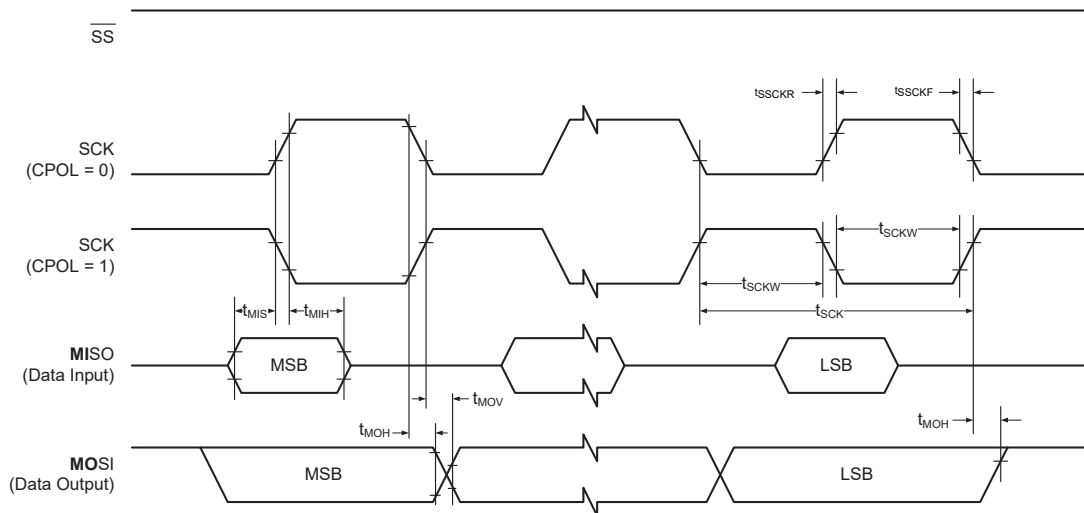 SS
tSSCKR
tSSCKF
SCK
(CPOL = 0)
SCK
(CPOL = 1)
tSCKW
tSCKW
tSCK
tMIS
tMIH
MISO
(Data Input)
MSB
LSB
tMOV
tMOH
tMOH
MOSI
(Data Output)
MSB
LSB